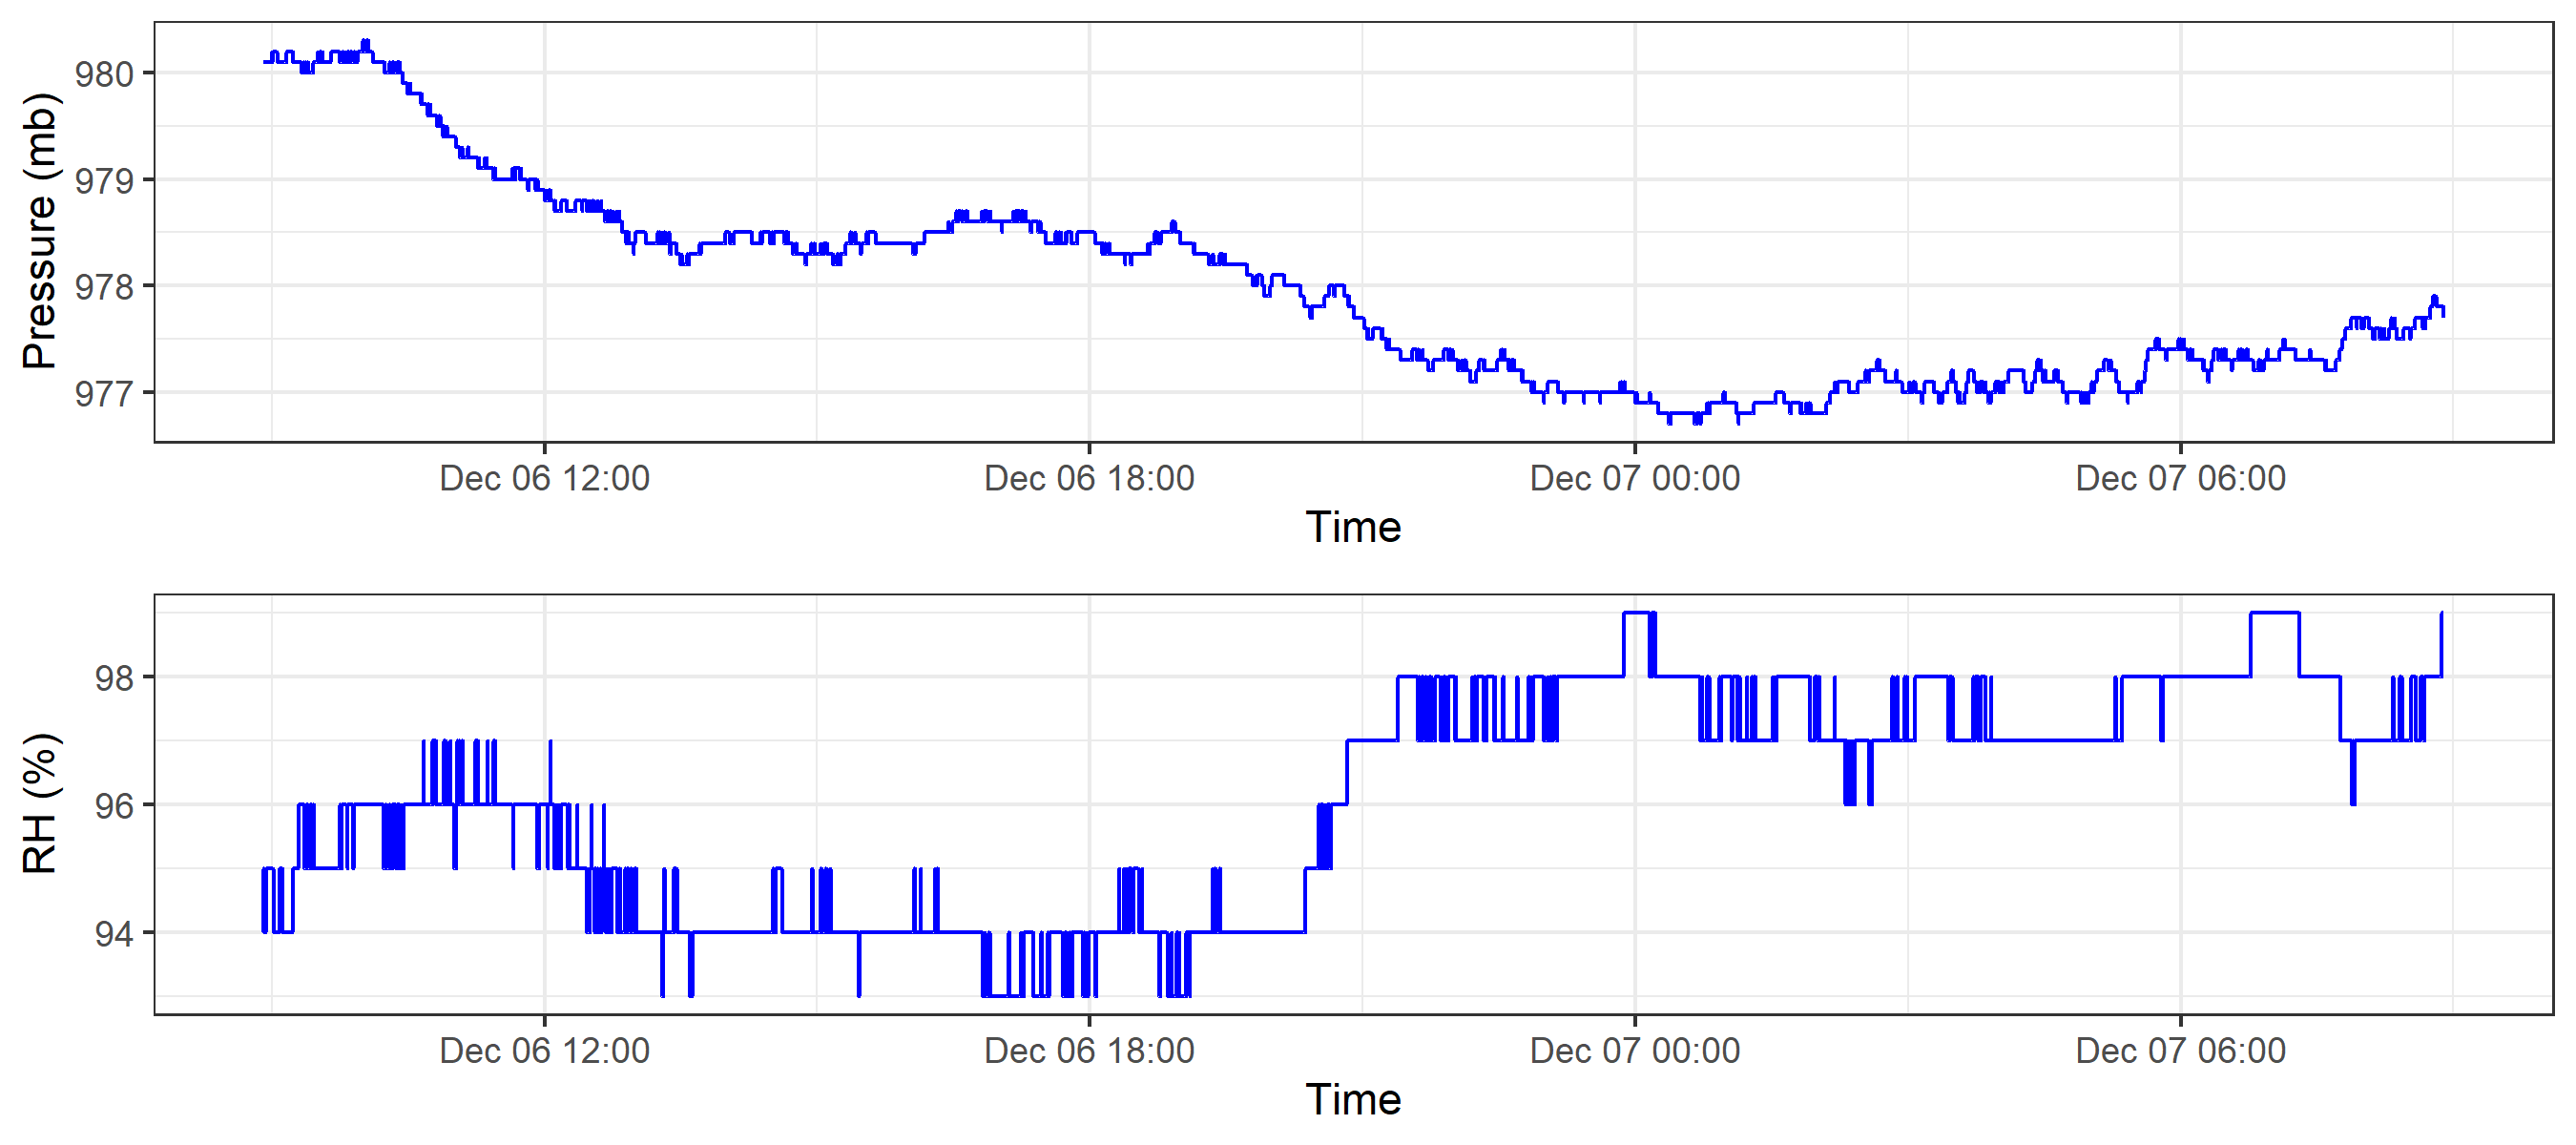 Pressure (mb)
980
979
978
977
Dec 06 12:00
Dec 06 18:00
Dec 07 00:00
Dec 07 06:00
Time
RH (%)
98
96
94
Dec 06 12:00
Dec 06 18:00
Dec 07 00:00
Dec 07 06:00
Time